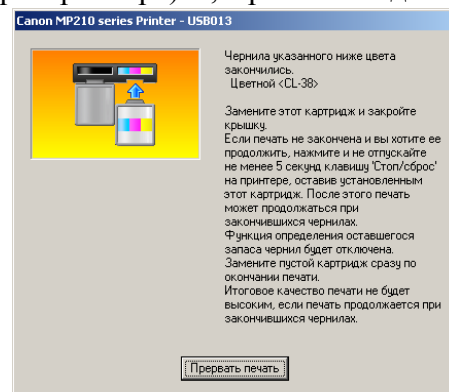 Canon MP210 series Printer - USB013
Чернила указанного ниже цвета
закончились.
Цветной <CL-38>
Замените этот картридж и закройте
крышку.
Если печать не закончена и вы хотите ее
продолжить, нажмите и не отпускайте
не менее 5 секунд клавишу 'Стоп/сброс'
на принтере, оставив установленным
этот картридж. После этого печать
может продолжаться при
закончившихся чернилах.
Функция определения оставшегося
запаса чернил будет отключена.
Замените пустой картридж сразу по
окончании печати.
Итоговое качество печати не будет
высоким, если печать продолжается при
закончившихся чернилах.
Прервать печать